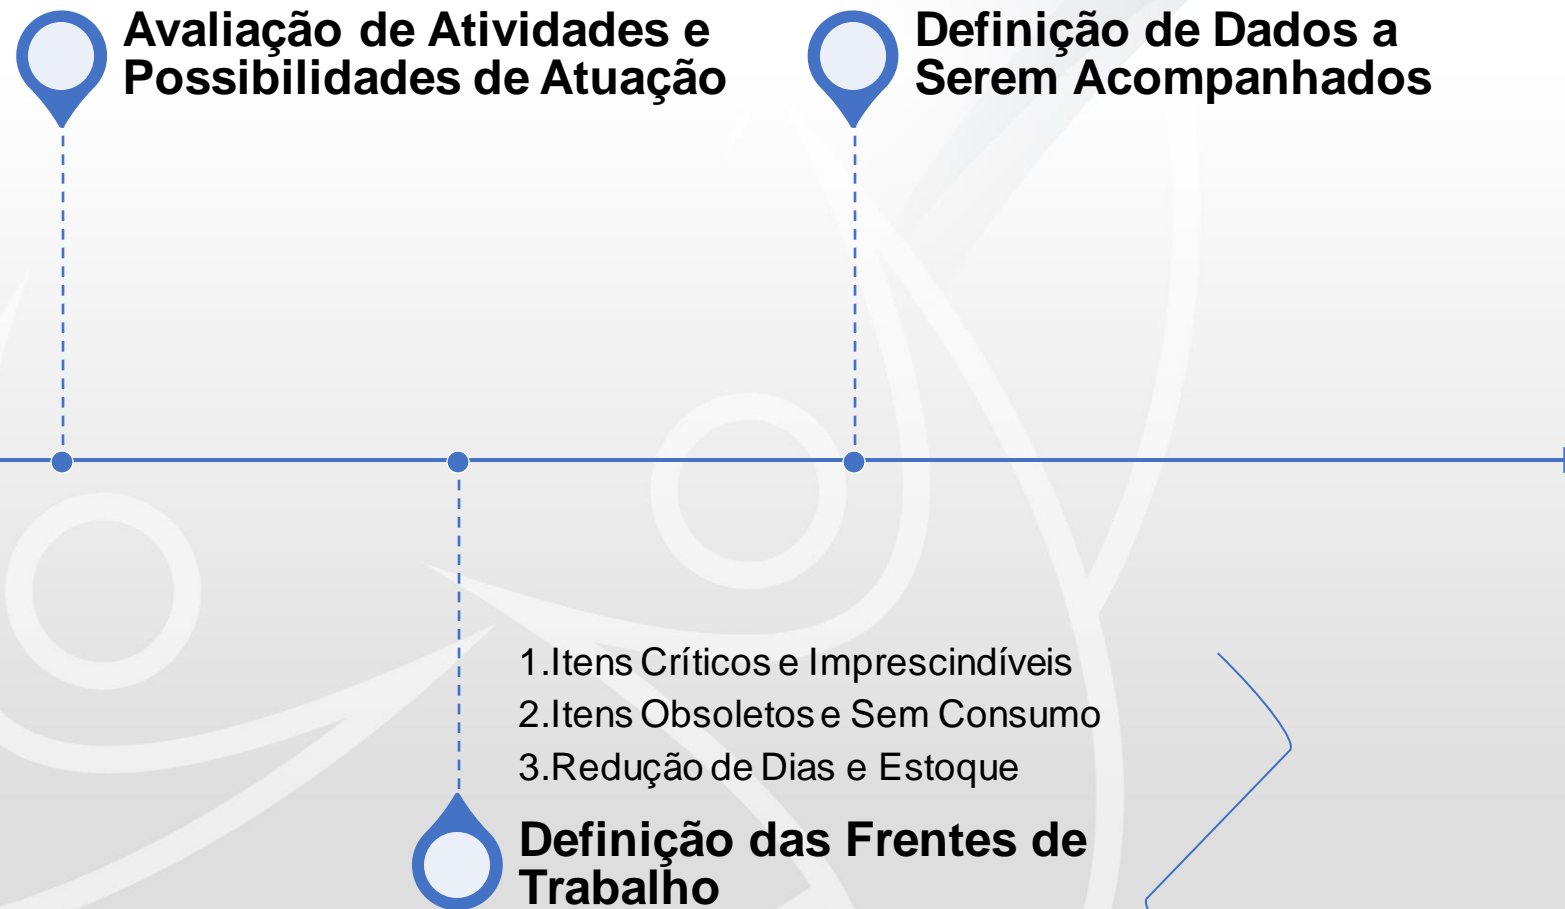 Avaliação de Atividades e
Possibilidades de Atuação
Definição de Dados a
Serem Acompanhados
1.Itens Críticos e Imprescindíveis
2.Itens Obsoletos e Sem Consumo
3.Redução de Dias e Estoque
Definição das Frentes de
Trabalho